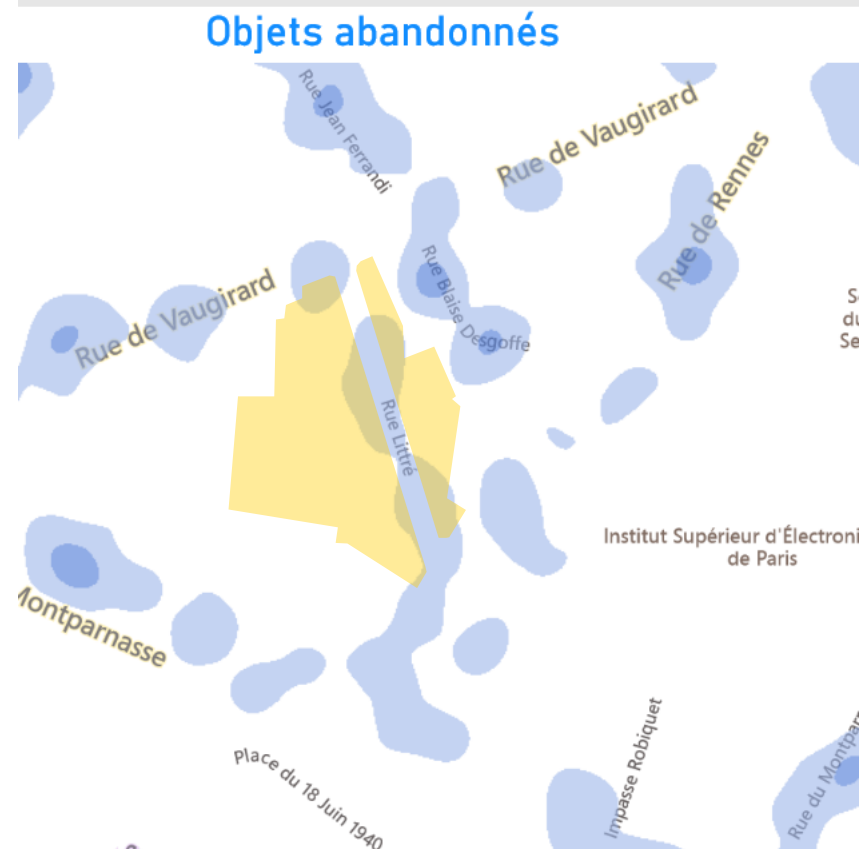 Objets abandonnés
Rue Jean Ferrandi
Rue de Vaugirard
Rue de Rennes
Rue Blaise Desgoffe
Rue de Vaugirard
Rue Littré
Institut Supérieur d'Électroni
de Paris
Montparnasse
Place du 18 Juin 1940
Impasse Robiquet
Rue du Montpar